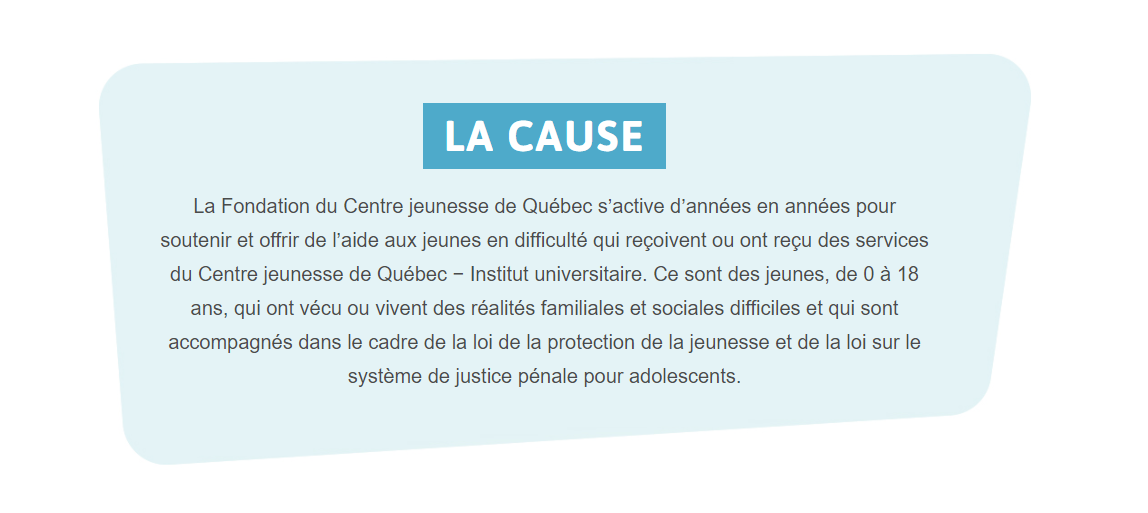 LA CAUSE
La Fondation du Centre jeunesse de Québec s’active d’années en années pour
soutenir et offrir de l’aide aux jeunes en difficulté qui reçoivent ou ont reçu des services
du Centre jeunesse de Québec – Institut universitaire. Ce sont des jeunes, de 0 à 18
ans, qui ont vécu ou vivent des réalités familiales et sociales difficiles et qui sont
accompagnés dans le cadre de la loi de la protection de la jeunesse et de la loi sur le
système de justice pénale pour adolescents.